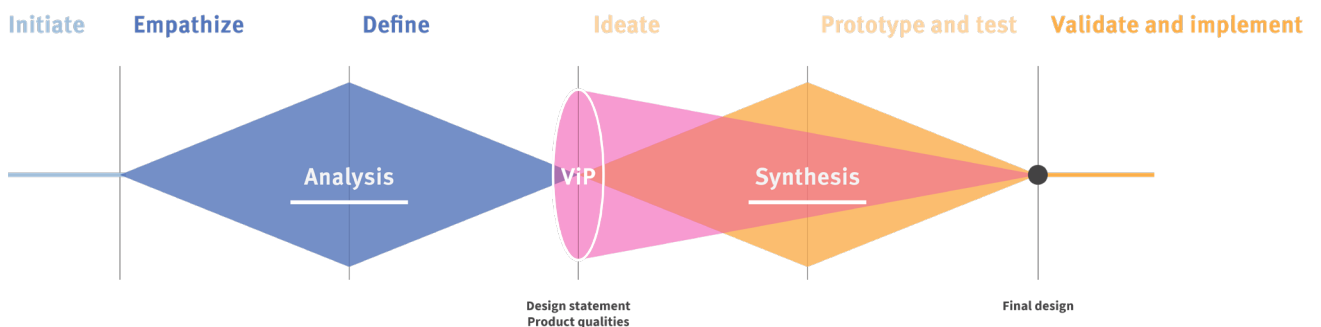 Initiate
Empathize
Define
Ideate
Prototype and test
Validate and implement
Analysis
ViP
Synthesis
Design statement
Product qualities
Final design